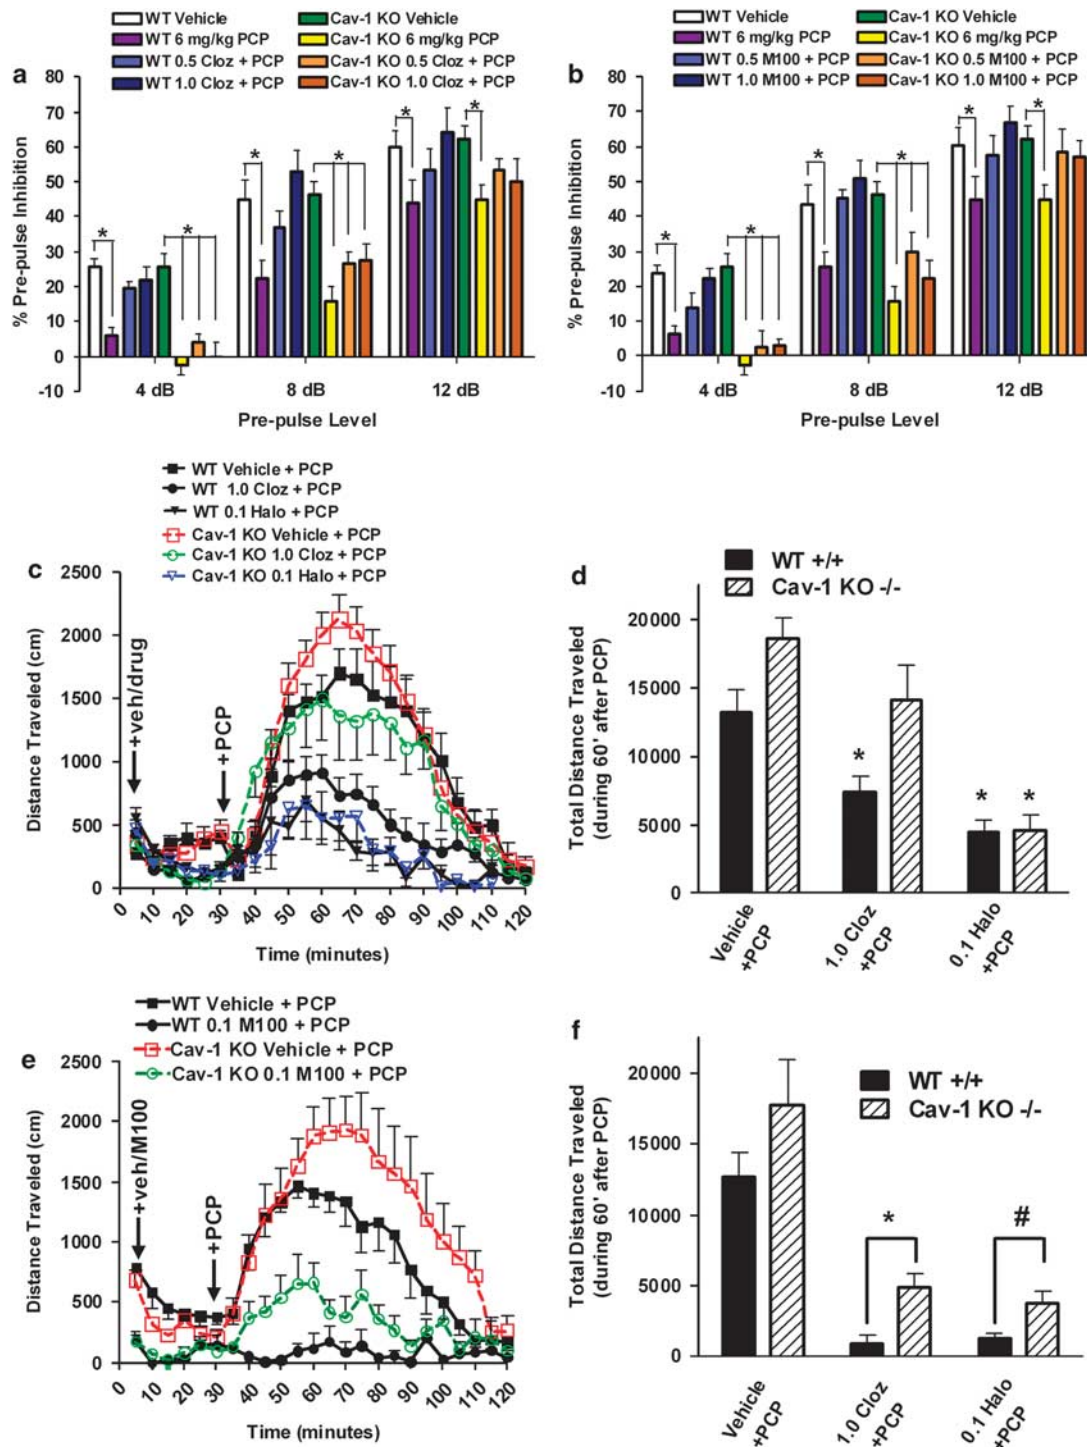 WT Vehicle
WT 6 mg/kg PCP
WT 0.5 Cloz + PCP
WT 1.0 Cloz + PCP
Cav-1 KO Vehicle
Cav-1 KO 6 mg/kg PCP
Cav-1 KO 0.5 Cloz + PCP
Cav-1 KO 1.0 Cloz + PCP
a
% Pre-pulse Inhibition
80
70
60
50
40
30
20
10
0
-10
*
*
*
*
*
*
4 dB
8 dB
12 dB
Pre-pulse Level
WT Vehicle
WT 6 mg/kg PCP
WT 0.5 M100 + PCP
WT 1.0 M100 + PCP
Cav-1 KO Vehicle
Cav-1 KO 6 mg/kg PCP
Cav-1 KO 0.5 M100 + PCP
Cav-1 KO 1.0 M100 + PCP
b
% Pre-pulse Inhibition
80
70
60
50
40
30
20
10
0
-10
*
*
*
*
*
*
4 dB
8 dB
12 dB
Pre-pulse Level
WT Vehicle + PCP
WT 1.0 Cloz + PCP
WT 0.1 Halo + PCP
Cav-1 KO Vehicle + PCP
Cav-1 KO 1.0 Cloz + PCP
Cav-1 KO 0.1 Halo + PCP
c
Distance Traveled (cm)
2500
2000
1500
1000
500
0
+veh/drug
+PCP
0
10
20
30
40
50
60
70
80
90
100
110
120
Time (minutes)
d
WT +/+
Cav-1 KO -/-
Total Distance Traveled
(during 60' after PCP)
20000
15000
10000
5000
0
*
*
*
Vehicle
+PCP
1.0 Cloz
+PCP
0.1 Halo
+PCP
WT Vehicle + PCP
WT 0.1 M100 + PCP
Cav-1 KO Vehicle + PCP
Cav-1 KO 0.1 M100 + PCP
e
Distance Traveled (cm)
2500
2000
1500
1000
500
0
+veh/M100
+PCP
0
10
20
30
40
50
60
70
80
90
100
110
120
Time (minutes)
f
WT +/+
Cav-1 KO -/-
Total Distance Traveled
(during 60' after PCP)
20000
15000
10000
5000
0
*
#
Vehicle
+PCP
1.0 Cloz
+PCP
0.1 Halo
+PCP